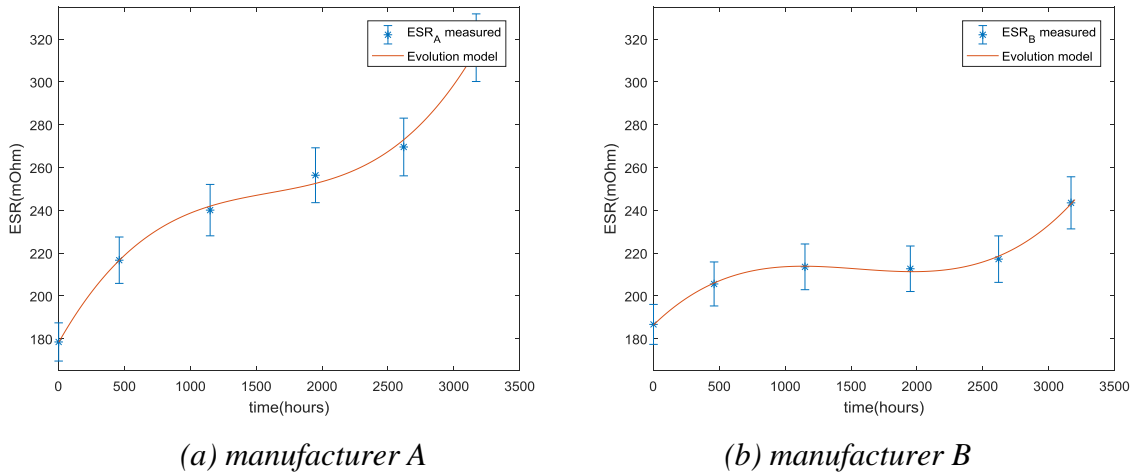 320
300
280
260
240
220
200
180
ESR(mOhm)
0 500 1000 1500 2000 2500 3000 3500
time(hours)
ESR_A measured
Evolution model
(a) manufacturer A
320
300
280
260
240
220
200
180
ESR(mOhm)
0 500 1000 1500 2000 2500 3000 3500
time(hours)
ESR_B measured
Evolution model
(b) manufacturer B